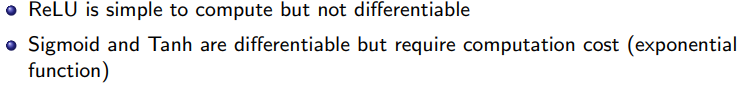 ReLU is simple to compute but not differentiable
Sigmoid and Tanh are differentiable but require computation cost (exponential
function)